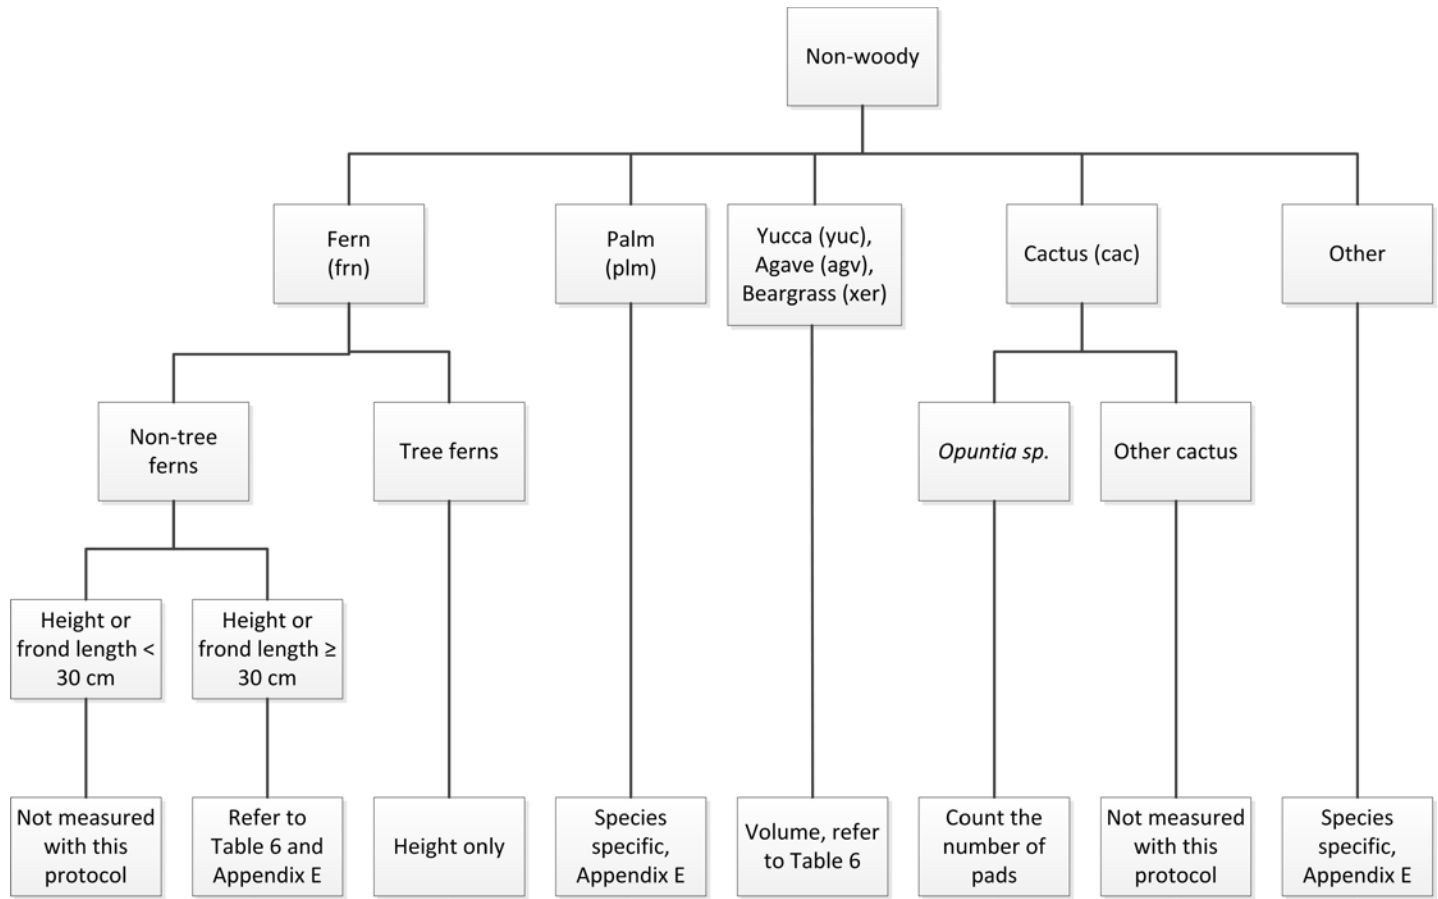 Non-woody
Fern
(frn)
Palm
(plm)
Yucca (yuc),
Agave (agv),
Beargrass (xer)
Cactus (cac)
Other
Non-tree
ferns
Tree ferns
Opuntia sp.
Other cactus
Height or
frond length <
30 cm
Height or
frond length ≥
30 cm
Not measured
with this
protocol
Refer to
Table 6 and
Appendix E
Height only
Species
specific,
Appendix E
Volume, refer
to Table 6
Count the
number of
pads
Not measured
with this
protocol
Species
specific,
Appendix E